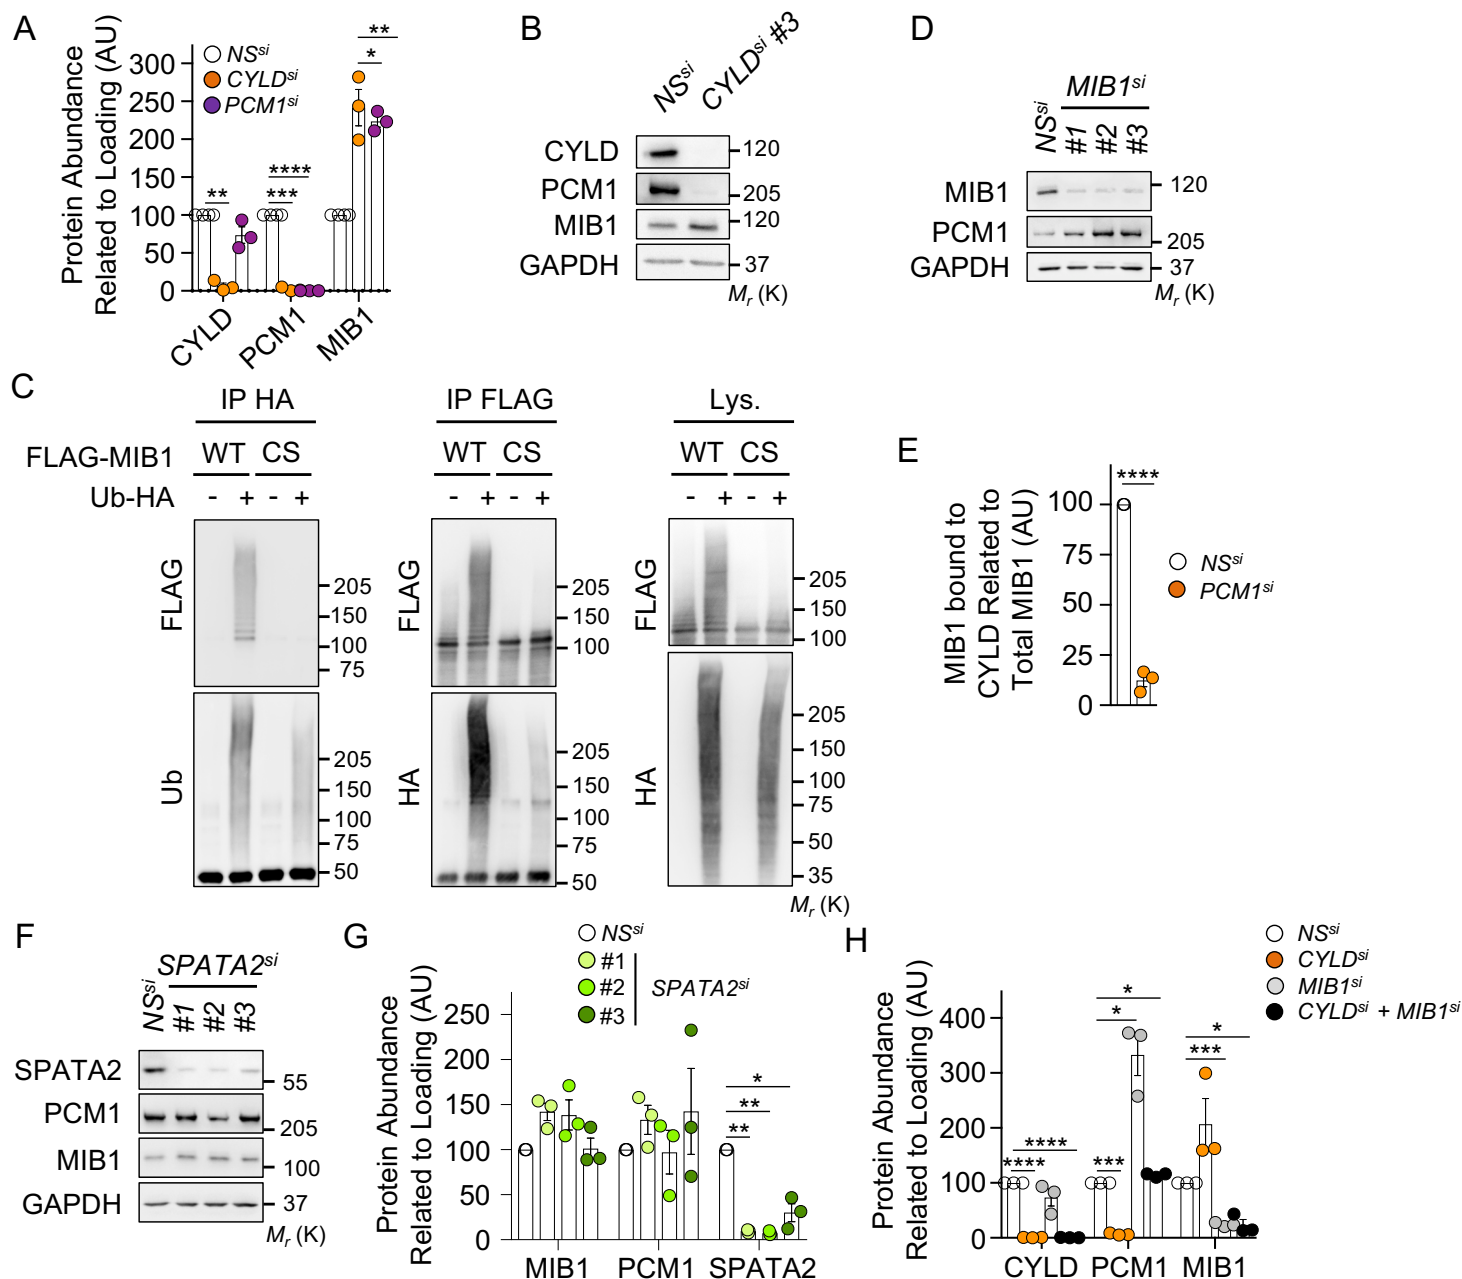 A
Protein Abundance
Related to Loading (AU)
300
250
200
150
100
50
0
NSsi
CYLDsi
PCM1si
**
***
****
*
**
CYLD
PCM1
MIB1
B
NSsi
CYLDsi #3
CYLD
120
PCM1
205
MIB1
120
GAPDH
37
Mr (K)
D
MIB1si
NSsi
#1
#2
#3
MIB1
120
PCM1
205
GAPDH
37
Mr (K)
C
IP HA
IP FLAG
Lys.
FLAG-MIB1
WT CS
WT CS
WT CS
Ub-HA
- + - +
- + - +
- + - +
FLAG
205
150
100
75
FLAG
205
150
100
FLAG
205
150
100
Ub
205
150
100
75
50
HA
205
150
100
75
50
HA
205
150
100
75
50
35
Mr (K)
E
MIB1 bound to
CYLD Related to
Total MIB1 (AU)
100
75
50
25
0
****
NSsi
PCM1si
F
SPATA2si
NSsi
#1
#2
#3
SPATA2
55
PCM1
205
MIB1
100
GAPDH
37
Mr (K)
G
NSsi
#1
#2
#3
SPATA2si
Protein Abundance
Related to Loading (AU)
250
200
150
100
50
0
*
**
**
MIB1
PCM1
SPATA2
H
NSsi
CYLDsi
MIB1si
CYLDsi + MIB1si
Protein Abundance
Related to Loading (AU)
400
300
200
100
0
****
****
***
*
*
***
*
CYLD
PCM1
MIB1